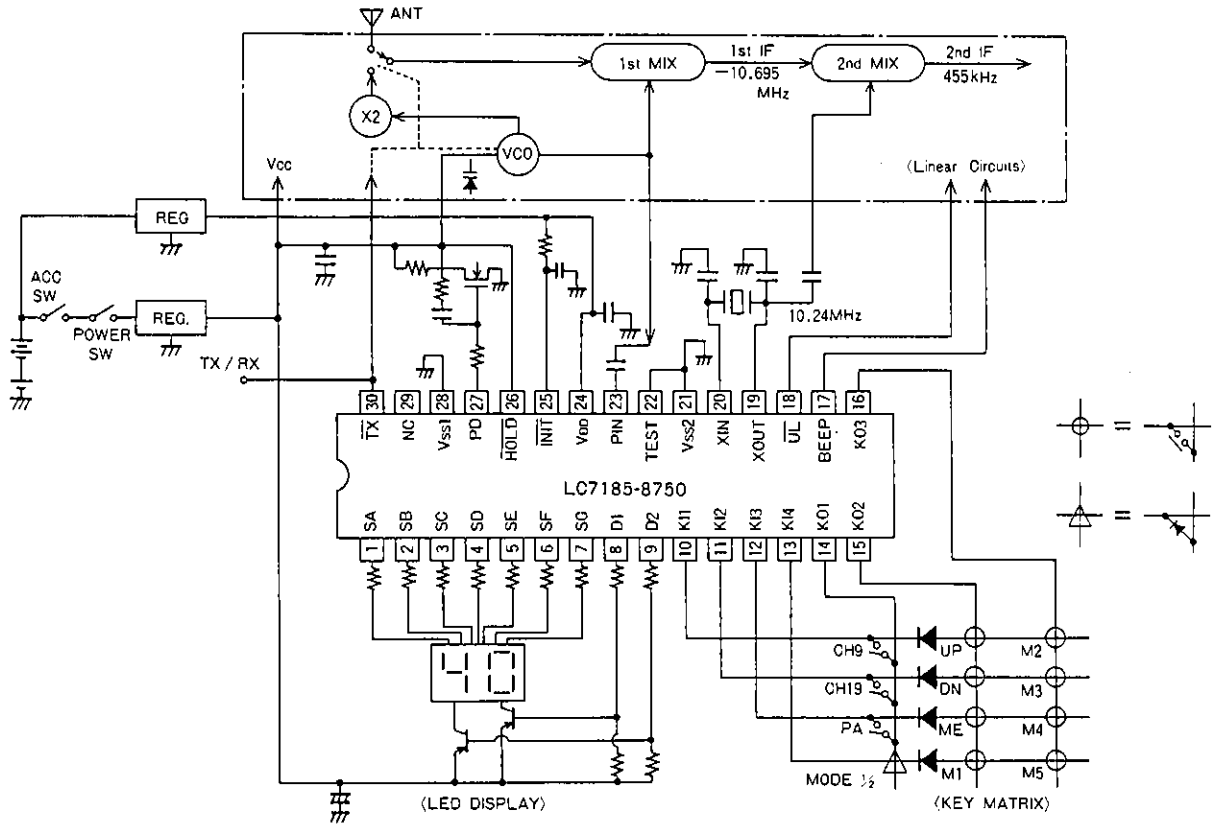 ANT
1st MIX
1st IF
−10.695
MHz
2nd MIX
2nd IF
455kHz
X2
VCO
Vcc
(Linear Circuits)
REG
ACC
SW
POWER
SW
REG.
TX / RX
10.24MHz
30 29 28 27 26 25 24 23 22 21 20 19 18 17 16
TX NC Vss1 PD HOLD INIT VDD PIN TEST Vss2 XIN XOUT UL BEEP KO3
LC7185-8750
SA SB SC SD SE SF SG D1 D2 KI1 KI2 KI3 KI4 KO1 KO2
1 2 3 4 5 6 7 8 9 10 11 12 13 14 15
=
=
40
CH9 UP M2
CH19 DN M3
PA ME M4
MODE ½ M1 M5
(LED DISPLAY)
(KEY MATRIX)